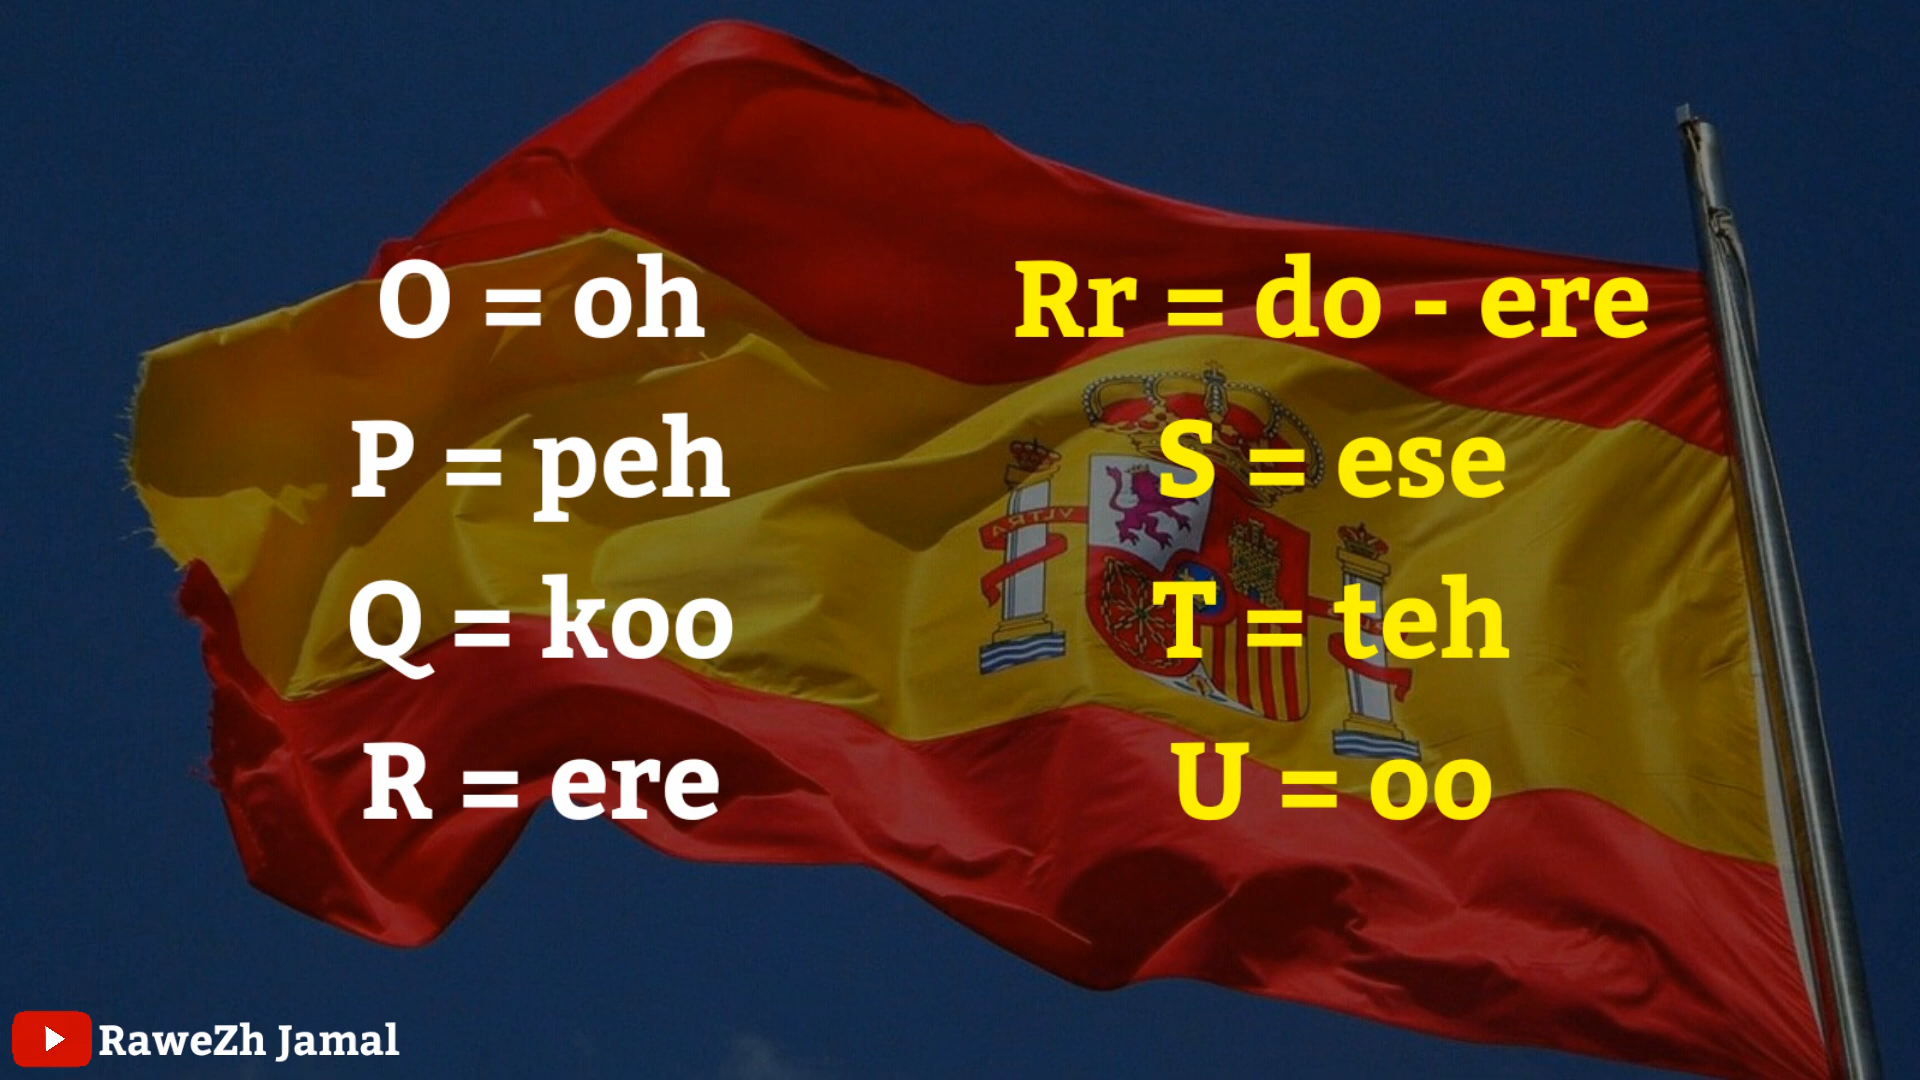 O = oh
P = peh
Q = koo
R = ere
Rr = do - ere
S = ese
T = teh
U = oo
RaweZh Jamal